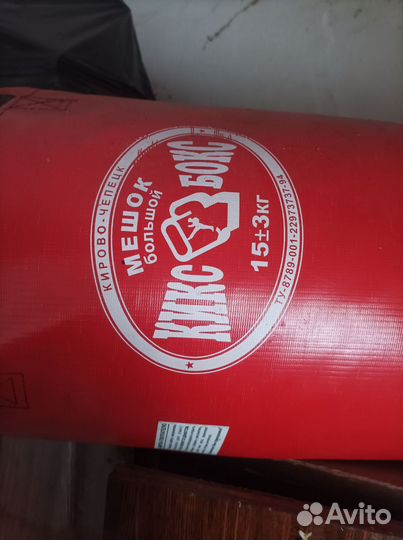 КИРОВО-ЧЕПЕЦК
МЕШОК
большой
КИКС БОКС
15±3КГ
ТУ-8789-001-22973737-94
Avito